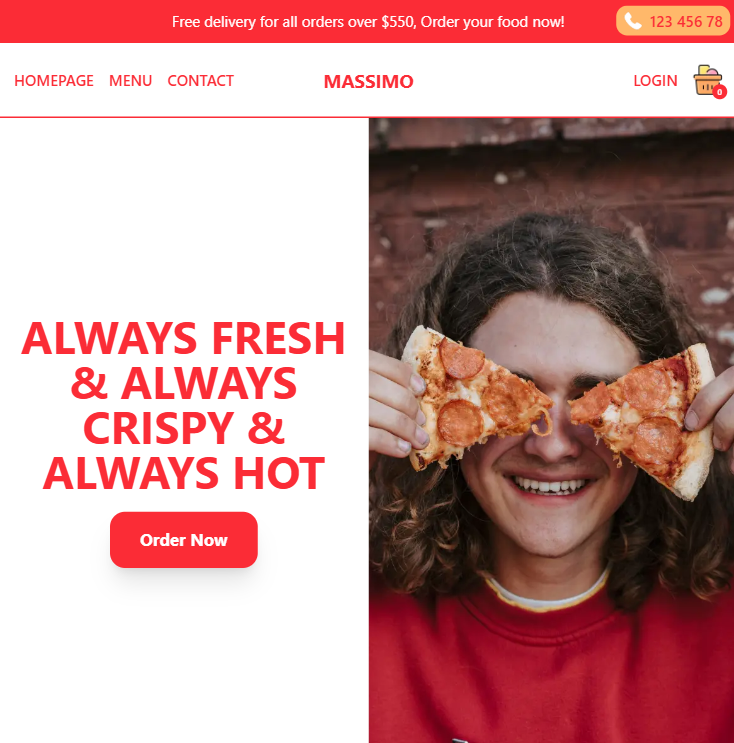 Free delivery for all orders over $550, Order your food now!
123 456 78
HOMEPAGE MENU CONTACT
MASSIMO
LOGIN
0
ALWAYS FRESH
& ALWAYS
CRISPY &
ALWAYS HOT
Order Now